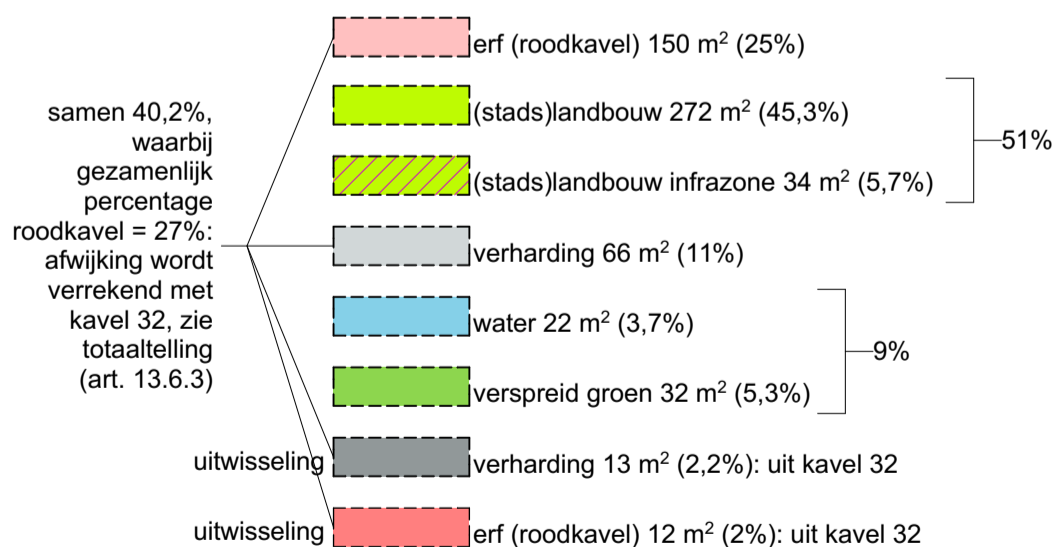 erf (roodkavel) 150 m² (25%)
samen 40,2%,
waarbij
gezamenlijk
percentage
roodkavel = 27%:
afwijking wordt
verrekend met
kavel 32, zie
totaaltelling
(art. 13.6.3)
(stads)landbouw 272 m² (45,3%)
51%
(stads)landbouw infrazone 34 m² (5,7%)
verharding 66 m² (11%)
water 22 m² (3,7%)
9%
verspreid groen 32 m² (5,3%)
uitwisseling verharding 13 m² (2,2%): uit kavel 32
uitwisseling erf (roodkavel) 12 m² (2%): uit kavel 32